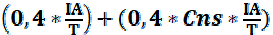 (0,4 * IA/T) + (0,4 * Cns * IA/T)